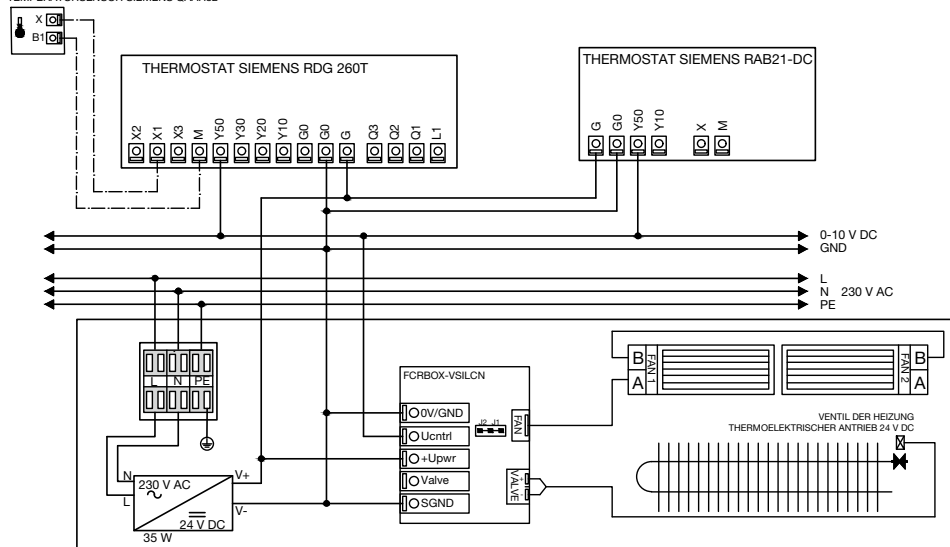 X
B1
THERMOSTAT SIEMENS RDG 260T
X2 X1 X3 M Y50 Y30 Y20 Y10 G0 G0 G Q3 Q2 Q1 L1
THERMOSTAT SIEMENS RAB21-DC
G G0 Y50 Y10 X M
0-10 V DC
GND
L
N 230 V AC
PE
L N PE
FCRBOX-VSILCN
0V/GND
Ucntrl
+Upwr
Valve
SGND
J2 J1
FAN
VALVE
+
-
B
A
FAN 1
FAN 2
B
A
VENTIL DER HEIZUNG
THERMOELEKTRISCHER ANTRIEB 24 V DC
N
L
230 V AC
24 V DC
V+
V-
35 W